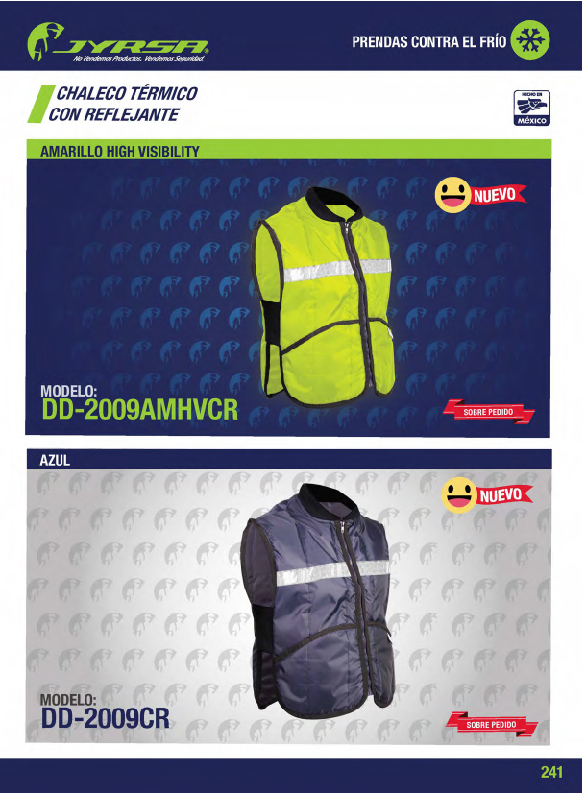 JYRSA®
No Vendemos Productos. Vendemos Seguridad.
PRENDAS CONTRA EL FRÍO
CHALECO TÉRMICO
CON REFLEJANTE
HECHO EN
MÉXICO
AMARILLO HIGH VISIBILITY
NUEVO
MODELO:
DD-2009AMHVCR
SOBRE PEDIDO
AZUL
NUEVO
MODELO:
DD-2009CR
SOBRE PEDIDO
241